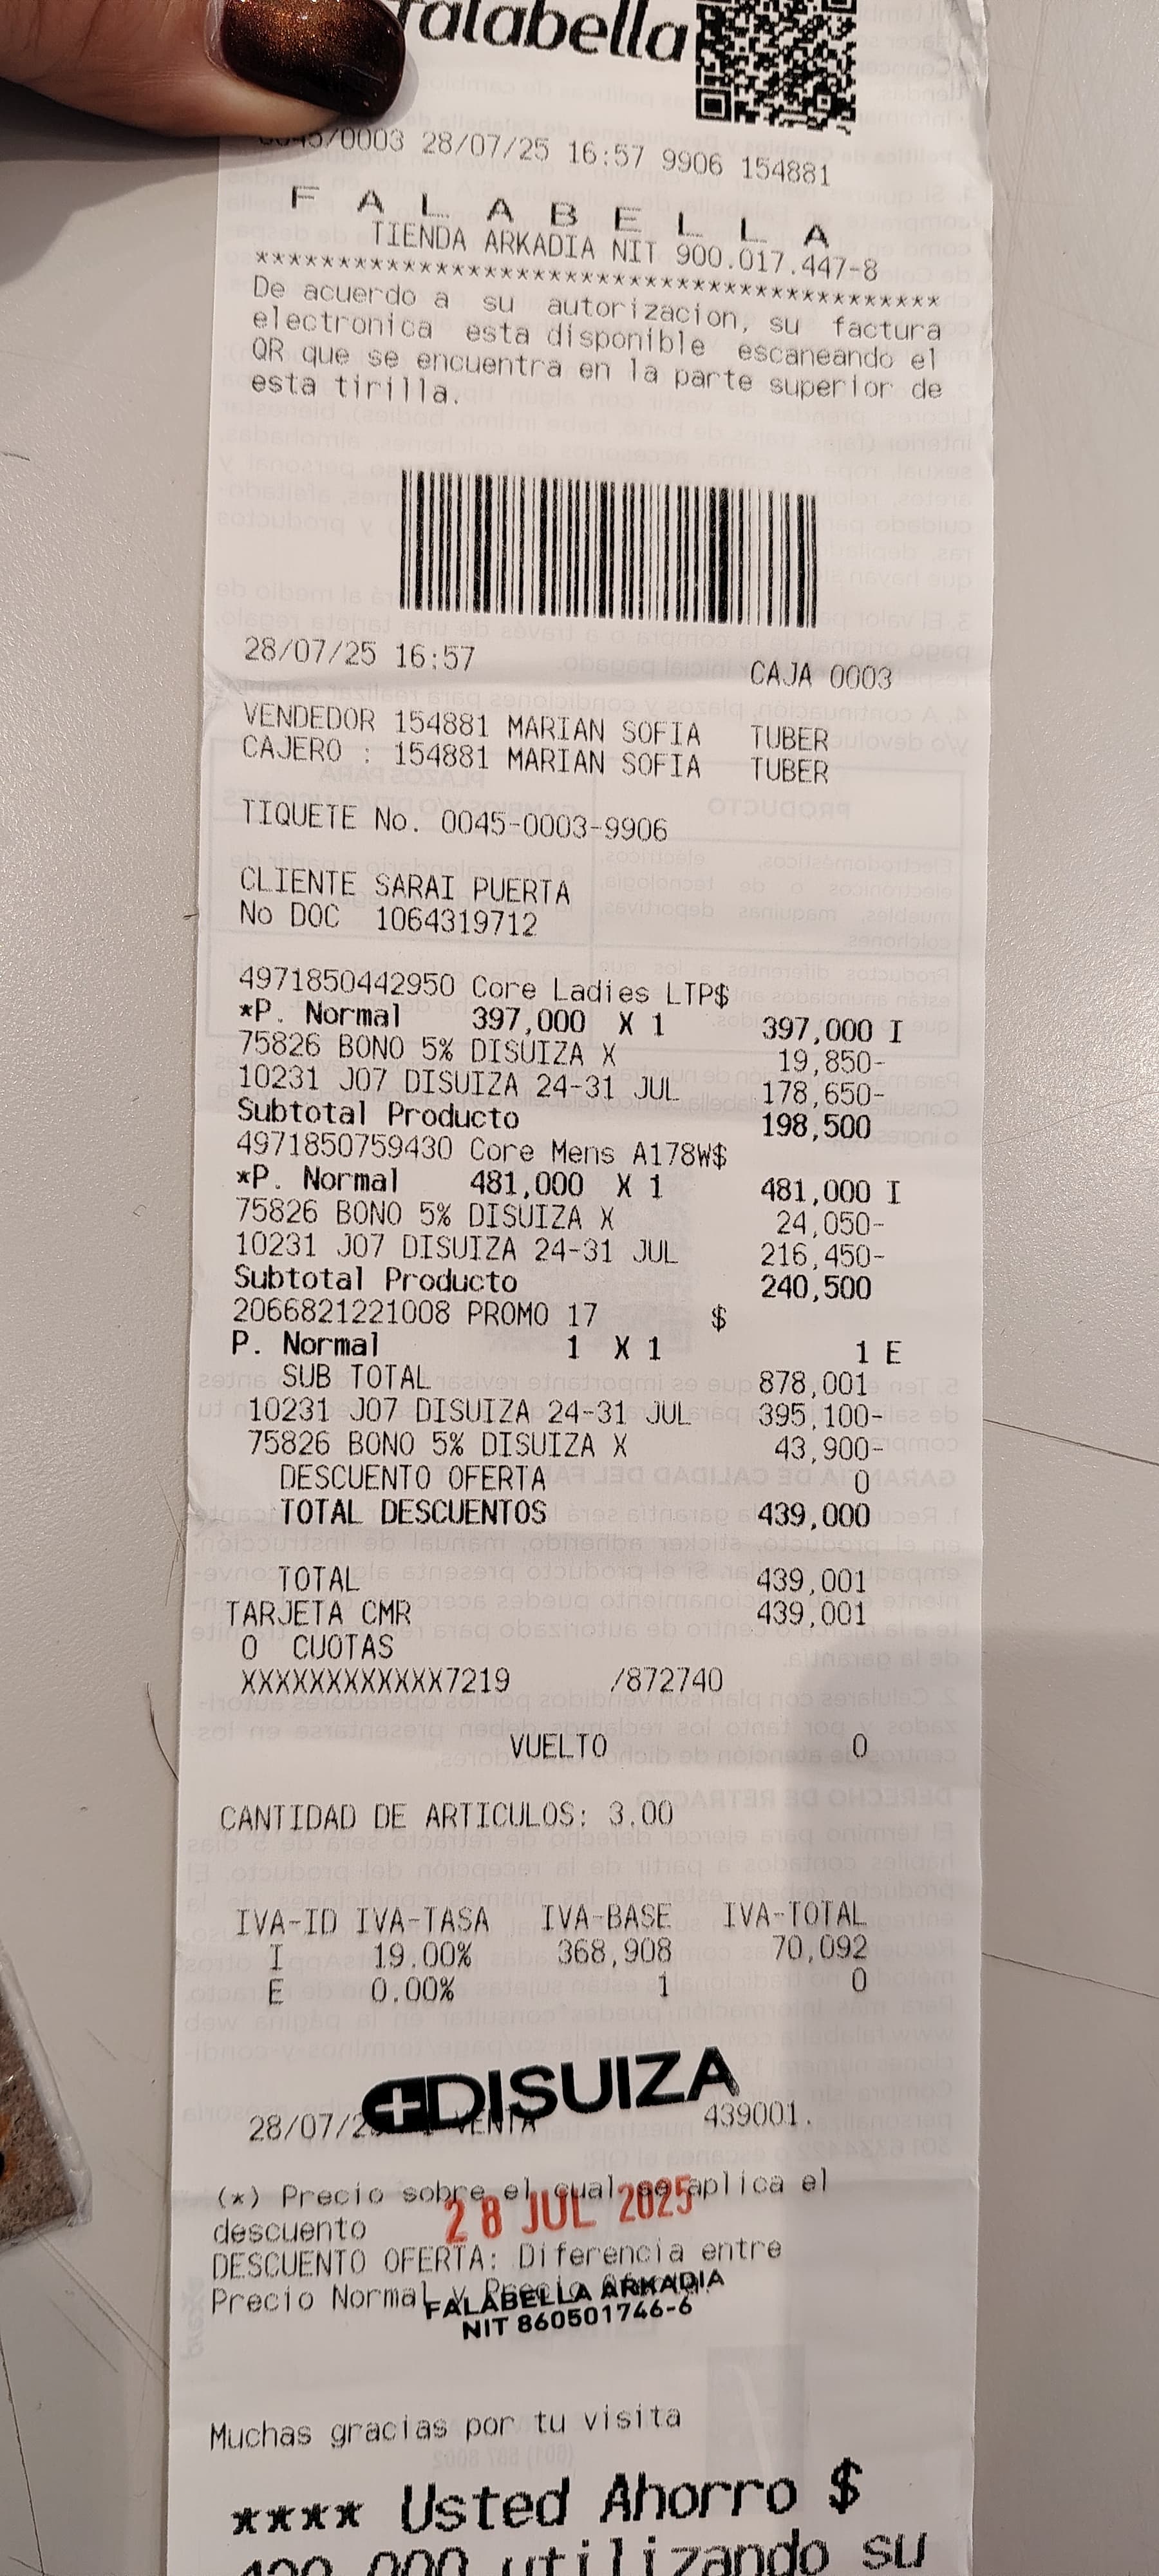 falabella
0045/0003 28/07/25 16:57 9906 154881
F A L A B E L L A
TIENDA ARKADIA NIT 900.017.447-8
******************************************
De acuerdo a su autorizacion, su factura
electronica esta disponible escaneando el
QR que se encuentra en la parte superior de
esta tirilla.
28/07/25 16:57 CAJA 0003
VENDEDOR 154881 MARIAN SOFIA TUBER
CAJERO : 154881 MARIAN SOFIA TUBER
TIQUETE No. 0045-0003-9906
CLIENTE SARAI PUERTA
No DOC 1064319712
4971850442950 Core Ladies LTP$
*P. Normal 397,000 X 1 397,000 I
75826 BONO 5% DISUIZA X 19,850-
10231 J07 DISUIZA 24-31 JUL 178,650-
Subtotal Producto 198,500
4971850759430 Core Mens A178W$
*P. Normal 481,000 X 1 481,000 I
75826 BONO 5% DISUIZA X 24,050-
10231 J07 DISUIZA 24-31 JUL 216,450-
Subtotal Producto 240,500
2066821221008 PROMO 17 $
P. Normal 1 X 1 1 E
SUB TOTAL 878,001
10231 J07 DISUIZA 24-31 JUL 395,100-
75826 BONO 5% DISUIZA X 43,900-
DESCUENTO OFERTA 0
TOTAL DESCUENTOS 439,000
TOTAL 439,001
TARJETA CMR 439,001
0 CUOTAS
XXXXXXXXXXXX7219 /872740
VUELTO 0
CANTIDAD DE ARTICULOS: 3.00
IVA-ID IVA-TASA IVA-BASE IVA-TOTAL
I 19.00% 368,908 70,092
E 0.00% 1 0
DISUIZA
28/07/2 VENTA 439001.
(*) Precio sobre el cual se aplica el
28 JUL 2025
descuento
DESCUENTO OFERTA: Diferencia entre
Precio Normal y Precio
FALABELLA ARKADIA
NIT 860501746-6
Muchas gracias por tu visita
**** Usted Ahorro $
utilizando su